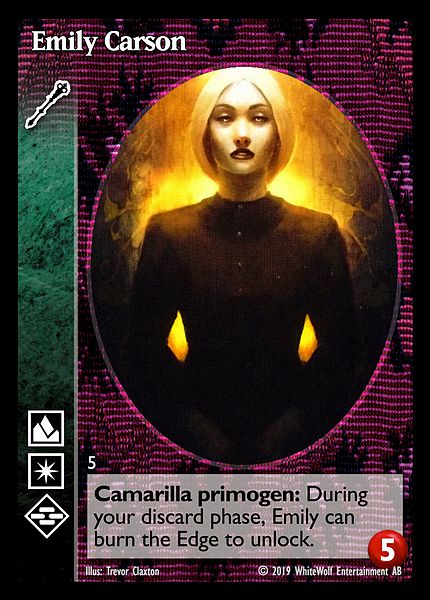 Emily Carson
5
Camarilla primogen: During
your discard phase, Emily can
burn the Edge to unlock.
5
Illus: Trevor Claxton © 2019 WhiteWolf Entertainment AB